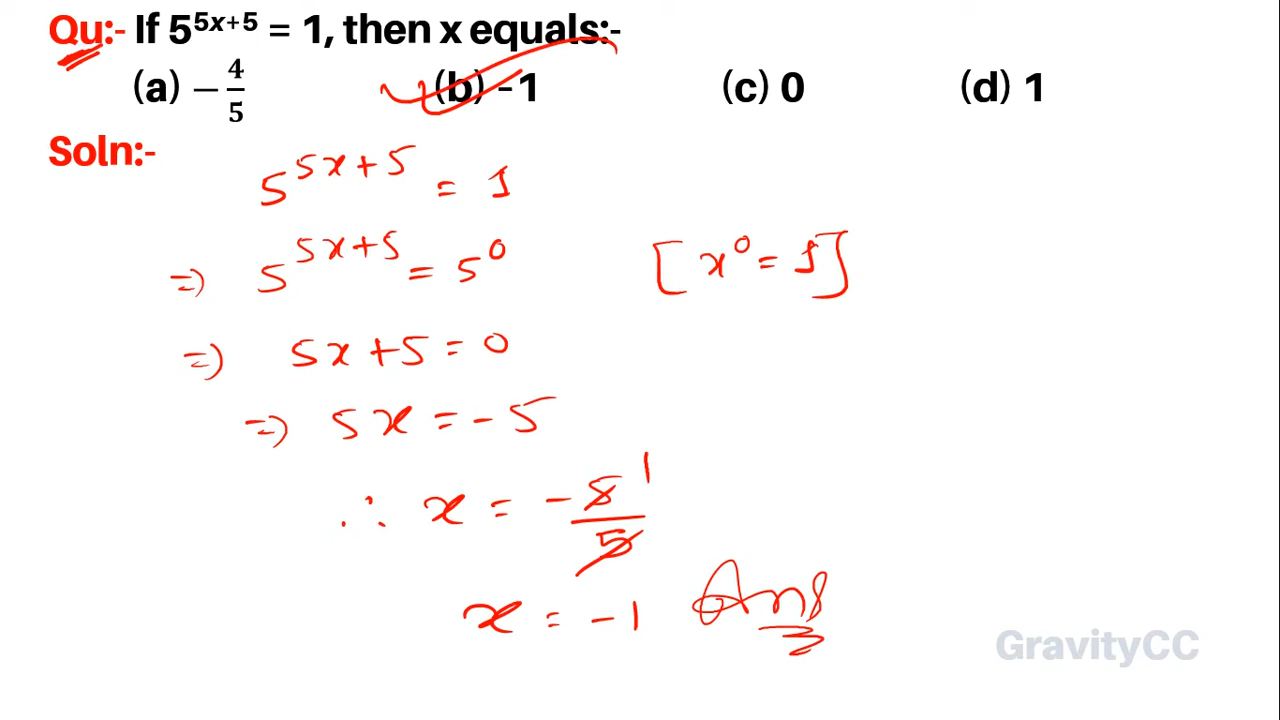 Qu:- If 5^{5x+5} = 1, then x equals:-
(a) −4/5 (b) -1 (c) 0 (d) 1
Soln:-
5^{5x+5} = 1
=> 5^{5x+5} = 5^0 [x^0 = 1]
=> 5x+5 = 0
=> 5x = -5
∴ x = -5/5 1
x = -1 Ans
GravityCC